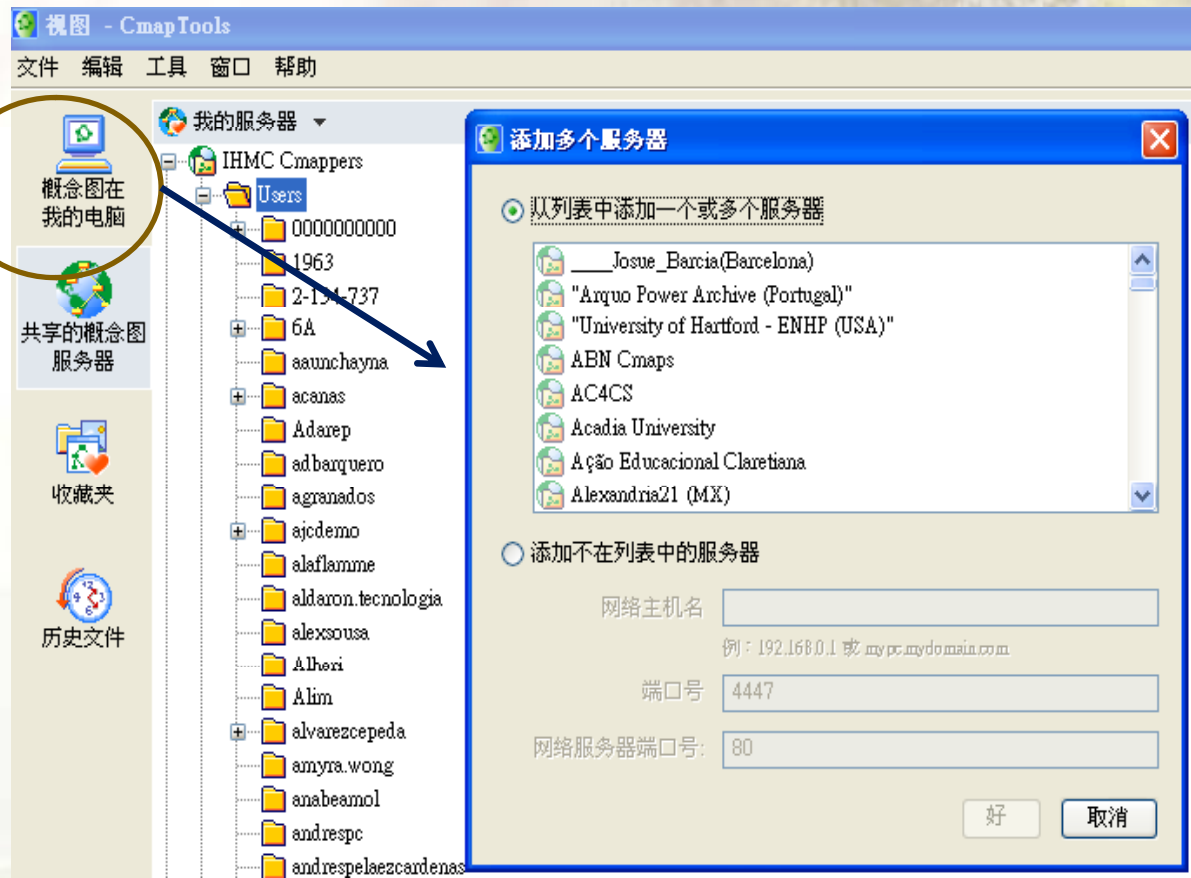 视图 - CmapTools
文件 编辑 工具 窗口 帮助
概念图在
我的电脑
共享的概念图
服务器
收藏夹
历史文件
我的服务器
IHMC Cmappers
Users
0000000000
1963
2-134-737
6A
aaunchayna
acanas
Adarep
adbarquero
agranados
ajcdemo
alaflamme
aldaron.tecnologia
alexsousa
Alheri
Alim
alvarezcepeda
amyra.wong
anabeamol
andrespc
andrespelaezcardenas
添加多个服务器
从列表中添加一个或多个服务器
____Josue_Barcia(Barcelona)
"Arquo Power Archive (Portugal)"
"University of Hartford - ENHP (USA)"
ABN Cmaps
AC4CS
Acadia University
Ação Educacional Claretiana
Alexandria21 (MX)
添加不在列表中的服务器
网络主机名
例：192.168.0.1 或 mypc.mydomain.com
端口号 4447
网络服务器端口号: 80
好 取消